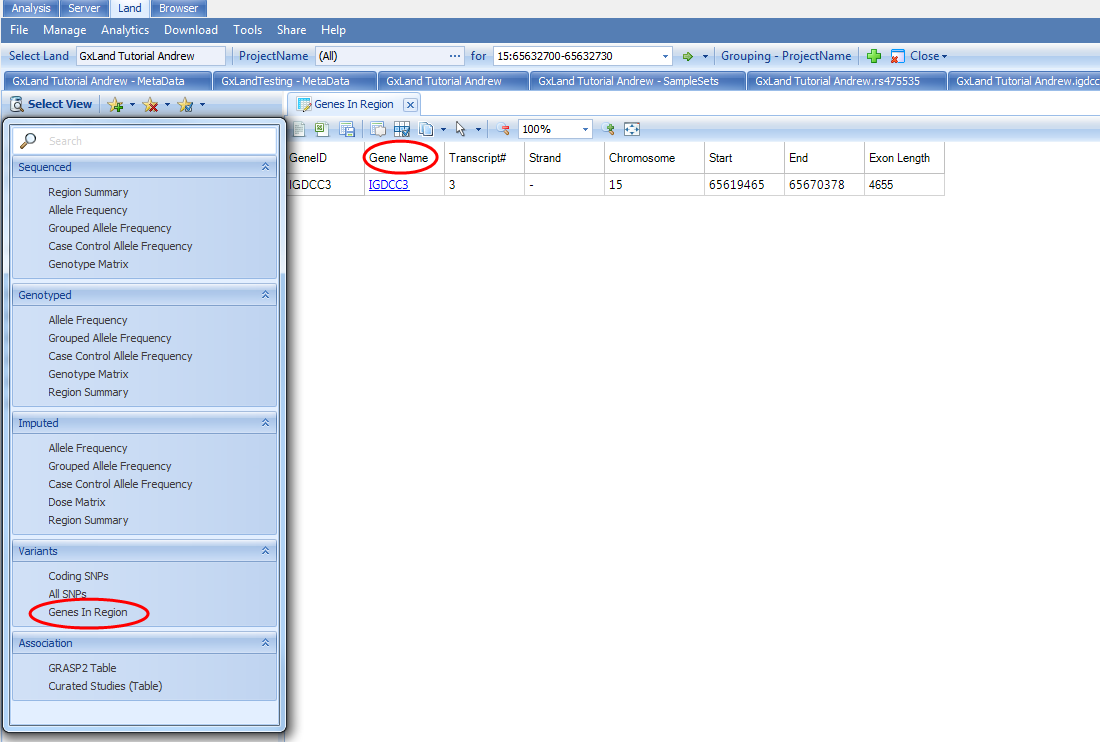 Analysis Server Land Browser
File Manage Analytics Download Tools Share Help
Select Land GxLand Tutorial Andrew ProjectName (All) ... for 15:65632700-65632730 Grouping - ProjectName Close
GxLand Tutorial Andrew - MetaData GxLandTesting - MetaData GxLand Tutorial Andrew GxLand Tutorial Andrew - SampleSets GxLand Tutorial Andrew.rs475535 GxLand Tutorial Andrew.igdcc
Select View
Search
Sequenced
Region Summary
Allele Frequency
Grouped Allele Frequency
Case Control Allele Frequency
Genotype Matrix
Genotyped
Allele Frequency
Grouped Allele Frequency
Case Control Allele Frequency
Genotype Matrix
Region Summary
Imputed
Allele Frequency
Grouped Allele Frequency
Case Control Allele Frequency
Dose Matrix
Region Summary
Variants
Coding SNPs
All SNPs
Genes In Region
Association
GRASP2 Table
Curated Studies (Table)
Genes In Region
100%
GeneID Gene Name Transcript# Strand Chromosome Start End Exon Length
IGDCC3 IGDCC3 3 - 15 65619465 65670378 4655